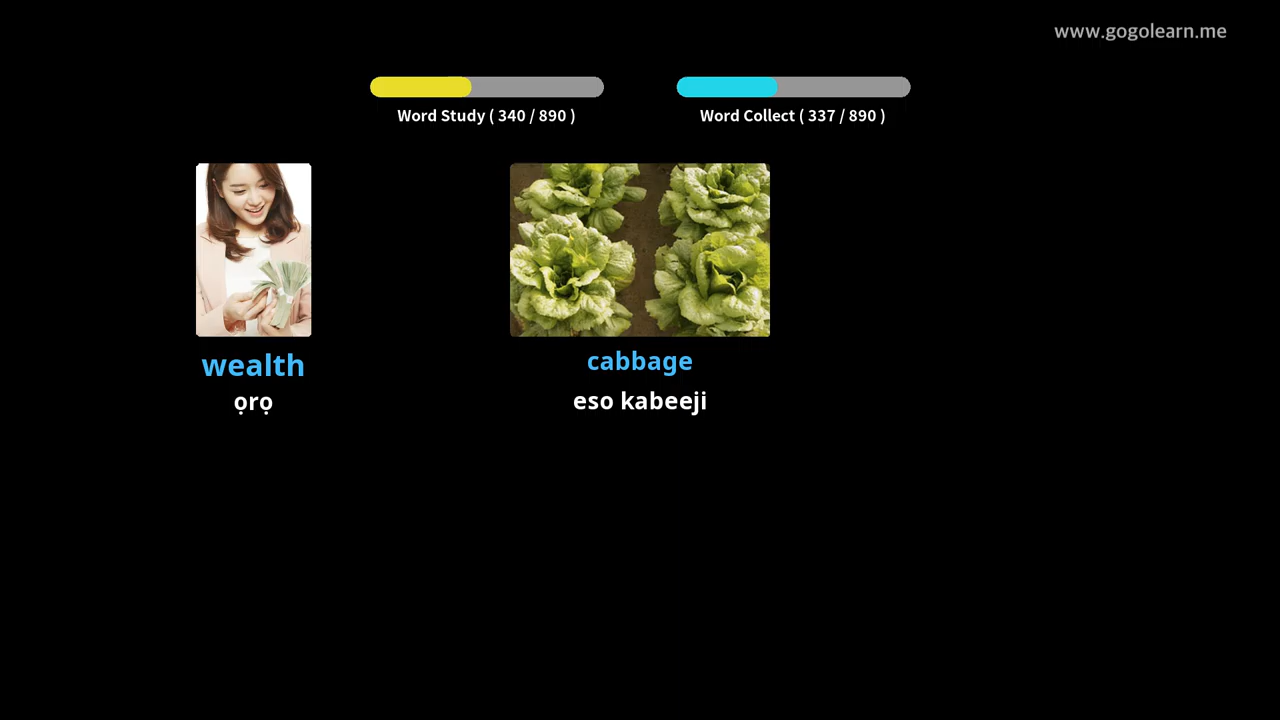 www.gogolearn.me
Word Study ( 340 / 890 )
Word Collect ( 337 / 890 )
wealth
ọrọ
cabbage
eso kabeeji